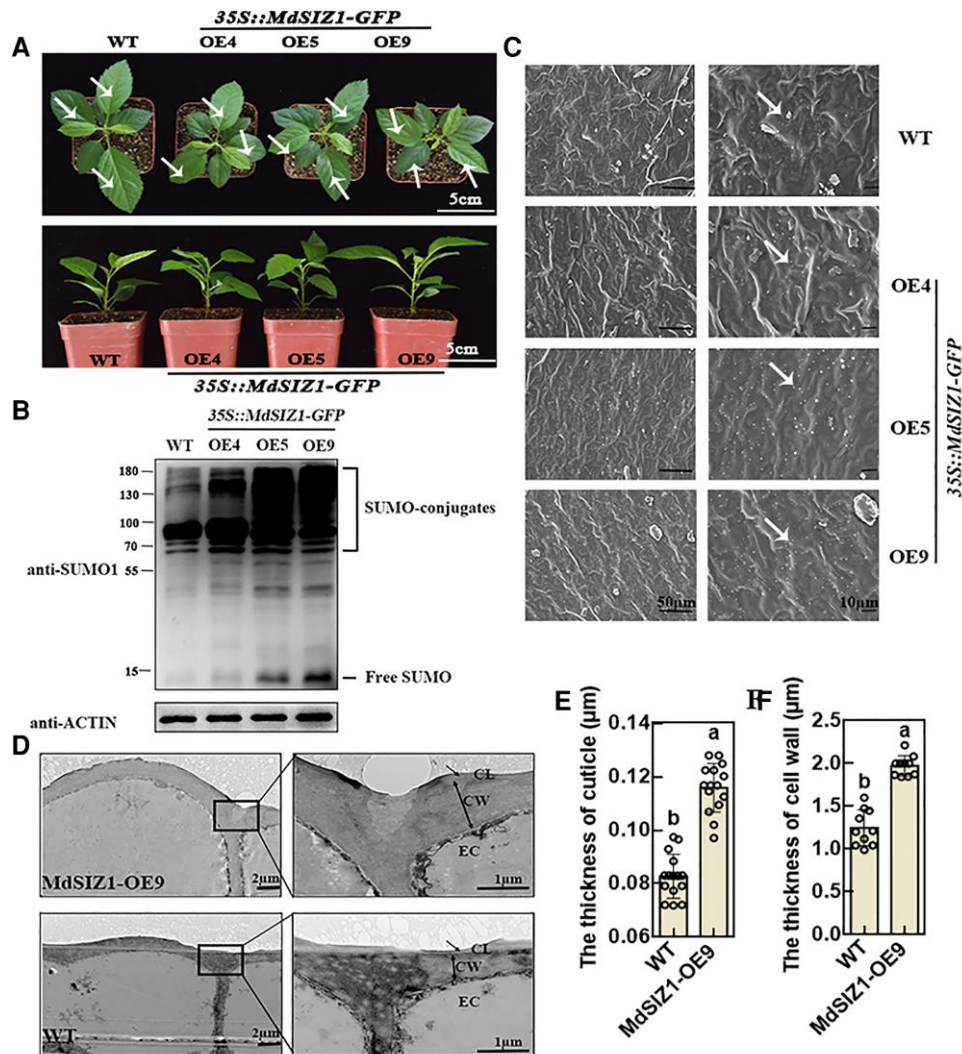 35S::MdSIZ1-GFP
A WT OE4 OE5 OE9
5cm
WT OE4 OE5 OE9 5cm
35S::MdSIZ1-GFP
B 35S::MdSIZ1-GFP
WT OE4 OE5 OE9
180
130
100
70
55
15
SUMO-conjugates
anti-SUMO1
Free SUMO
anti-ACTIN
C
WT
OE4
OE5
OE9
35S::MdSIZ1-GFP
50μm 10μm
D
MdSIZ1-OE9 2μm
CL
CW
EC
1μm
WT 2μm
CL
CW
EC
1μm
E
The thickness of cuticle (μm)
0.14
0.12
0.10
0.08
0.06
b a
WT MdSIZ1-OE9
F
The thickness of cell wall (μm)
2.5
2.0
1.5
1.0
0.5
0.0
b a
WT MdSIZ1-OE9